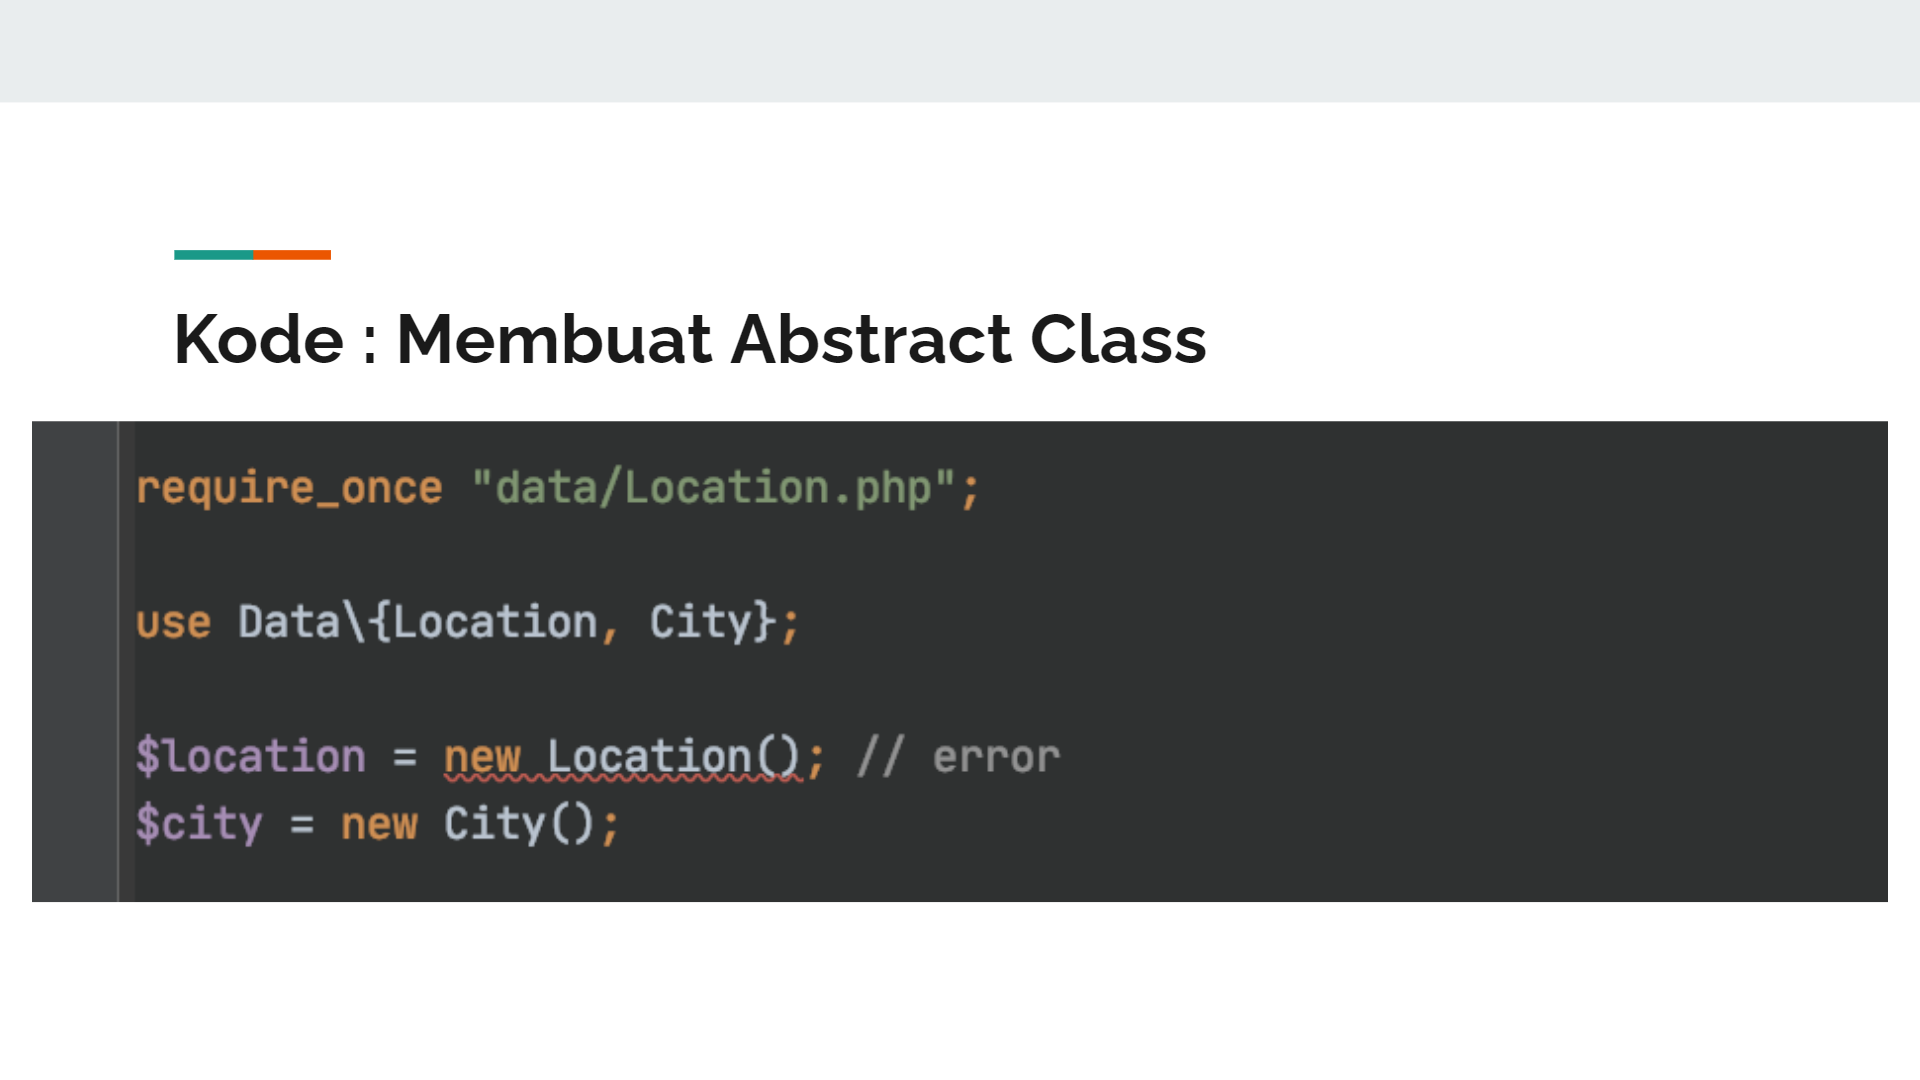 Kode : Membuat Abstract Class
require_once "data/Location.php";
use Data\{Location, City};
$location = new Location(); // error
$city = new City();